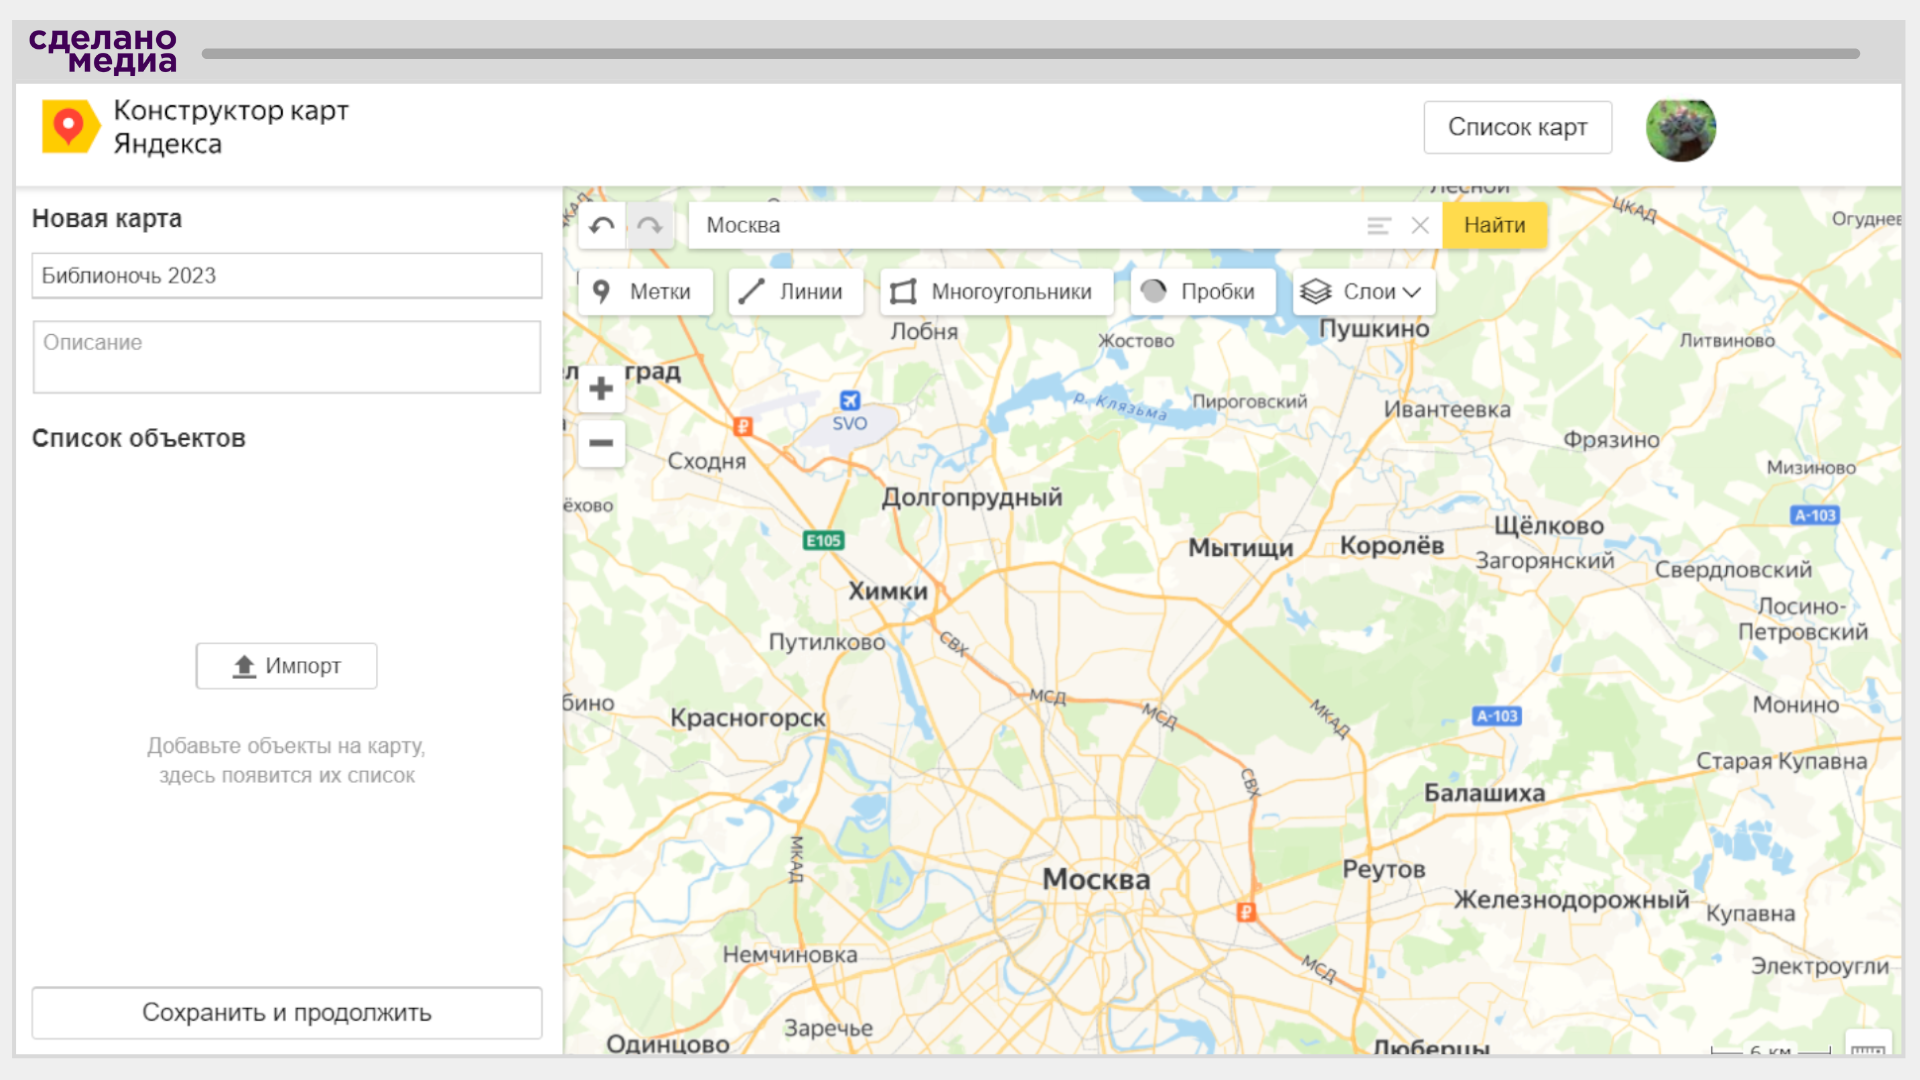 сделано
медиа
Конструктор карт
Яндекса
Список карт
Новая карта
Библионочь 2023
Описание
Список объектов
Импорт
Добавьте объекты на карту,
здесь появится их список
Сохранить и продолжить
Москва
Найти
Метки
Линии
Многоугольники
Пробки
Слои
ЦКАД
Лобня
Жостово
Пушкино
Литвиново
SVO
р. Клязьма
Пироговский
Ивантеевка
Фрязино
Мизиново
Сходня
Долгопрудный
А-103
Щёлково
E105
Мытищи
Королёв
Загорянский
Свердловский
Химки
Лосино-
Петровский
Путилково
СВХ
МСД
МСД
МКАД
А-103
Монино
Красногорск
Старая Купавна
СВХ
Балашиха
МКАД
Москва
Реутов
Железнодорожный
Купавна
Немчиновка
МСД
Электроугли
Заречье
Одинцово
Люберцы
6 км